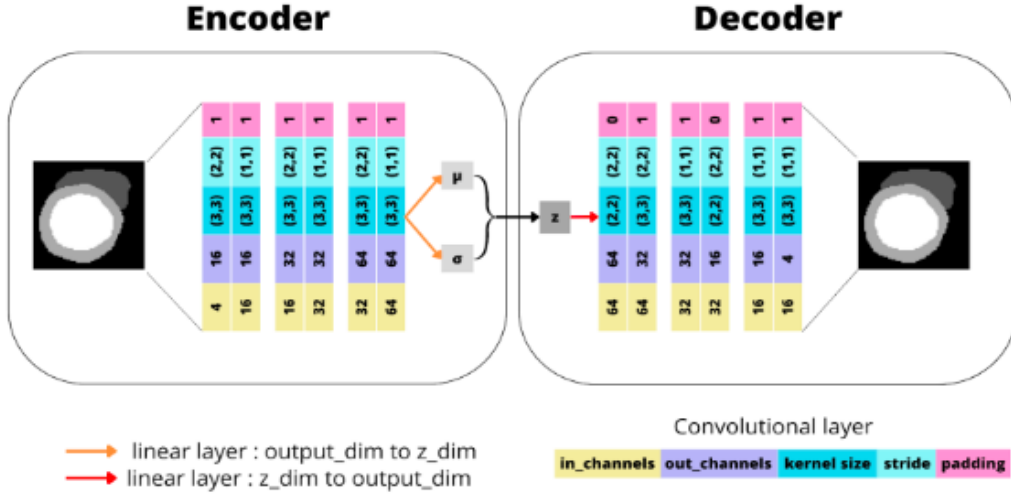 Encoder
Decoder
1 1 1 1 1 1
(2,2) (1,1) (2,2) (1,1) (2,2) (1,1)
(3,3) (3,3) (3,3) (3,3) (3,3) (3,3)
16 16 32 32 64 64
4 16 16 32 32 64
μ
σ
z
0 1 1 0 1 1
(2,2) (2,2) (1,1) (2,2) (1,1) (1,1)
(2,2) (3,3) (3,3) (2,2) (3,3) (3,3)
64 32 32 16 16 4
64 64 32 32 16 16
linear layer : output_dim to z_dim
linear layer : z_dim to output_dim
Convolutional layer
in_channels out_channels kernel size stride padding